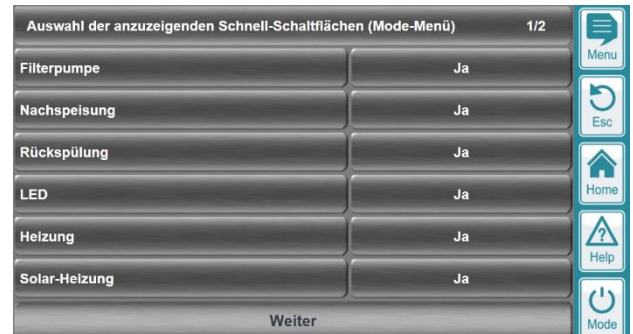 Auswahl der anzuzeigenden Schnell-Schaltflächen (Mode-Menü) 1/2
Menu
Filterpumpe Ja
Nachspeisung Ja
Esc
Rückspülung Ja
LED Ja
Home
Heizung Ja
Help
Solar-Heizung Ja
Weiter
Mode